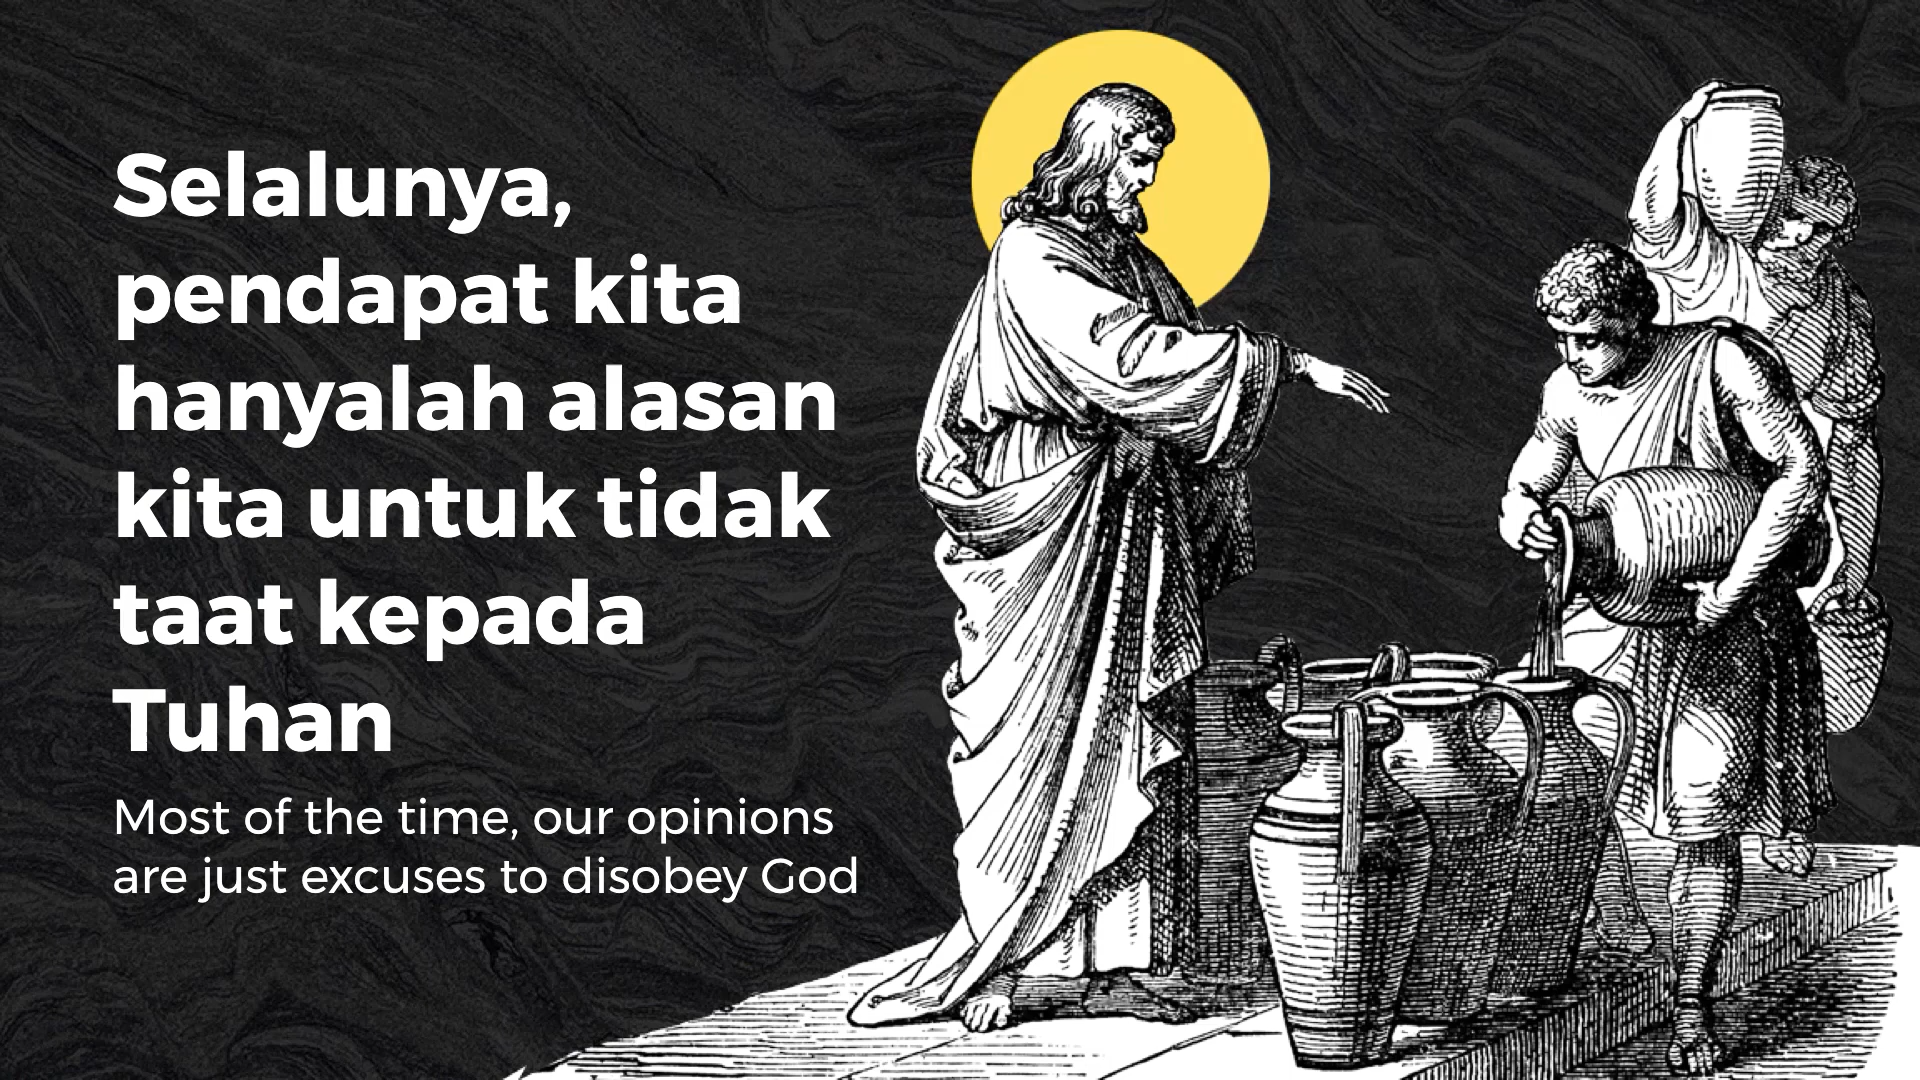 Selalunya,
pendapat kita
hanyalah alasan
kita untuk tidak
taat kepada
Tuhan
Most of the time, our opinions
are just excuses to disobey God